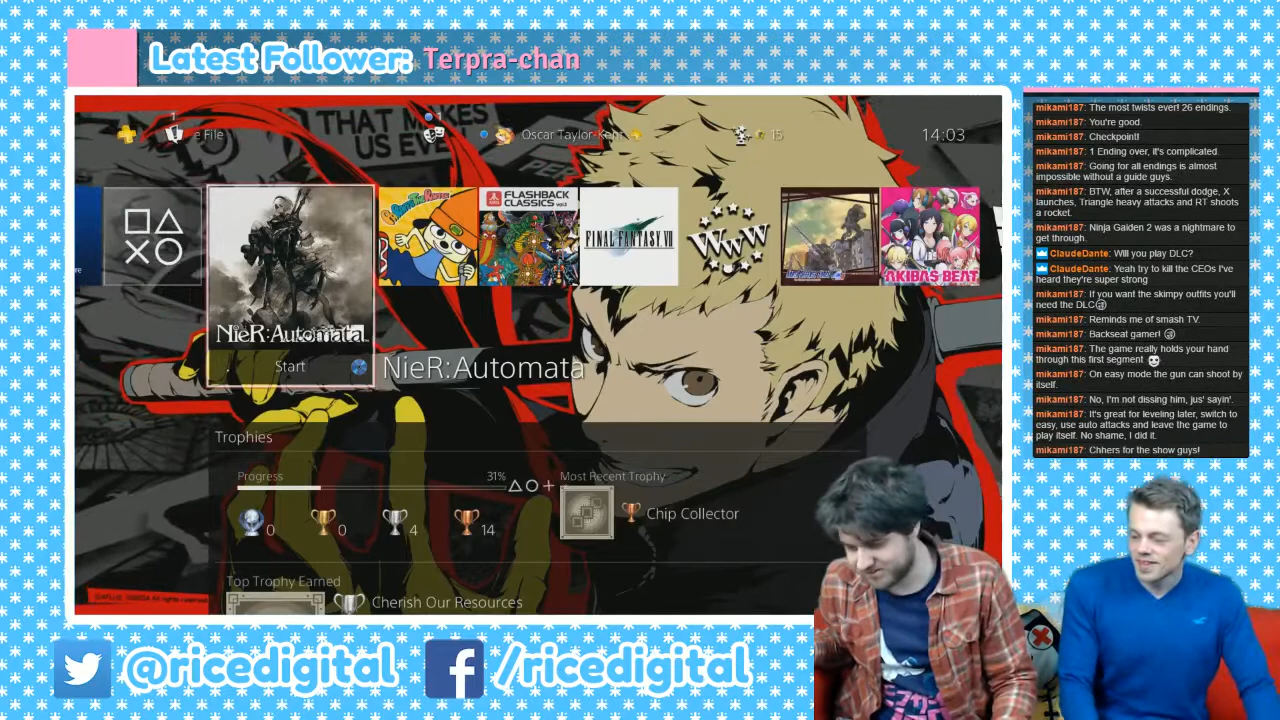 Latest Follower: Terpra-chan
THAT MAKES
US EVE
1
1
e File
Oscar Taylor-Kent
15
14:03
FLASHBACK
CLASSICS
FINAL FANTASY VII
WWW
AKIBAS BEAT
NieR:Automata
Start
NieR:Automata
Trophies
Progress
31%
Most Recent Trophy
0
0
4
14
Chip Collector
Top Trophy Earned
Cherish Our Resources
@ricedigital
/ricedigital
mikami187: The most twists ever! 26 endings.
mikami187: You're good.
mikami187: Checkpoint!
mikami187: 1 Ending over, it's complicated.
mikami187: Going for all endings is almost
impossible without a guide guys.
mikami187: BTW, after a successful dodge, X
launches, Triangle heavy attacks and RT shoots
a rocket.
mikami187: Ninja Gaiden 2 was a nightmare to
get through.
ClaudeDante: Will you play DLC?
ClaudeDante: Yeah try to kill the CEOs I've
heard they're super strong
mikami187: If you want the skimpy outfits you'll
need the DLC
mikami187: Reminds me of smash TV.
mikami187: Backseat gamer!
mikami187: The game really holds your hand
through this first segment
mikami187: On easy mode the gun can shoot by
itself.
mikami187: No, I'm not dissing him, jus' sayin'.
mikami187: It's great for leveling later, switch to
easy, use auto attacks and leave the game to
play itself. No shame, I did it.
mikami187: Chhers for the show guys!